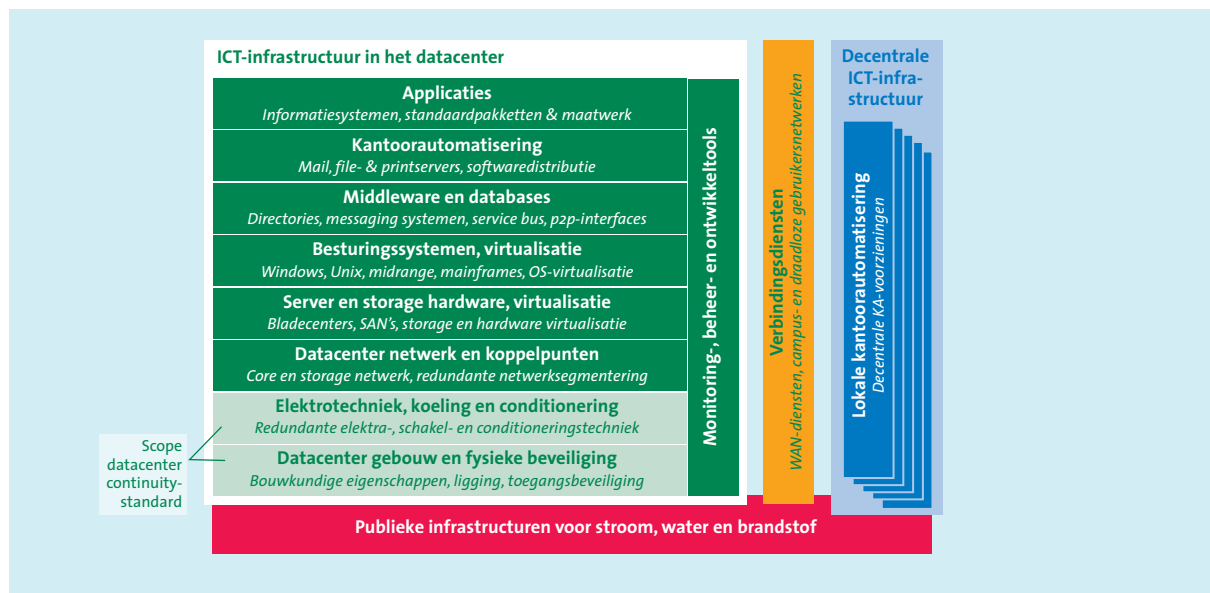 ICT-infrastructuur in het datacenter
Applicaties
Informatiesystemen, standaardpakketten & maatwerk
Kantoorautomatisering
Mail, file- & printservers, softwaredistributie
Middleware en databases
Directories, messaging systemen, service bus, p2p-interfaces
Besturingssystemen, virtualisatie
Windows, Unix, midrange, mainframes, OS-virtualisatie
Server en storage hardware, virtualisatie
Bladecenters, SAN's, storage en hardware virtualisatie
Datacenter netwerk en koppelpunten
Core en storage netwerk, redundante netwerksegmentering
Elektrotechniek, koeling en conditionering
Redundante elektra-, schakel- en conditioneringstechniek
Datacenter gebouw en fysieke beveiliging
Bouwkundige eigenschappen, ligging, toegangsbeveiliging
Monitoring-, beheer- en ontwikkeltools
Verbindingsdiensten
WAN-diensten, campus- en draadloze gebruikersnetwerken
Decentrale
ICT-infra-
structuur
Lokale kantoorautomatisering
Decentrale KA-voorzieningen
Scope
datacenter
continuity-
standard
Publieke infrastructuren voor stroom, water en brandstof